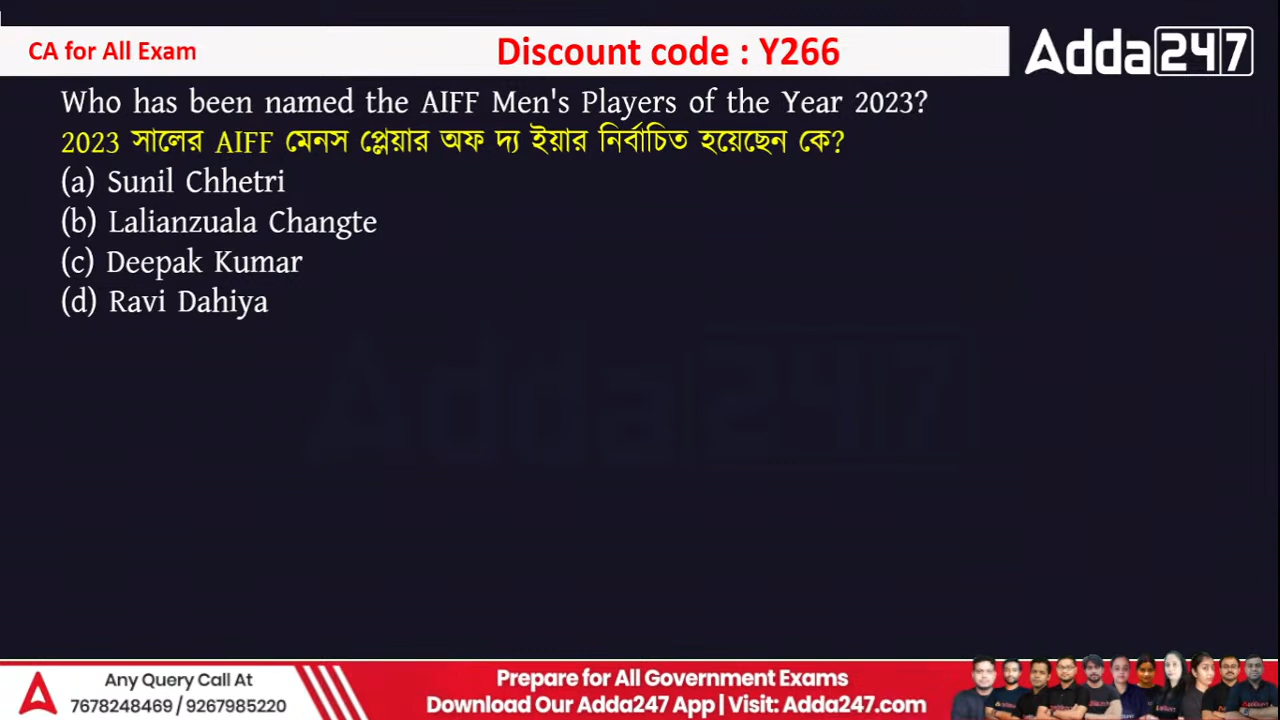 CA for All Exam
Discount code : Y266
Adda247
Who has been named the AIFF Men's Players of the Year 2023?
2023 সালের AIFF মেনস প্লেয়ার অফ দ্য ইয়ার নির্বাচিত হয়েছেন কে?
(a) Sunil Chhetri
(b) Lalianzuala Changte
(c) Deepak Kumar
(d) Ravi Dahiya
Adda247
Any Query Call At
7678248469 / 9267985220
Prepare for All Government Exams
Download Our Adda247 App | Visit: Adda247.com